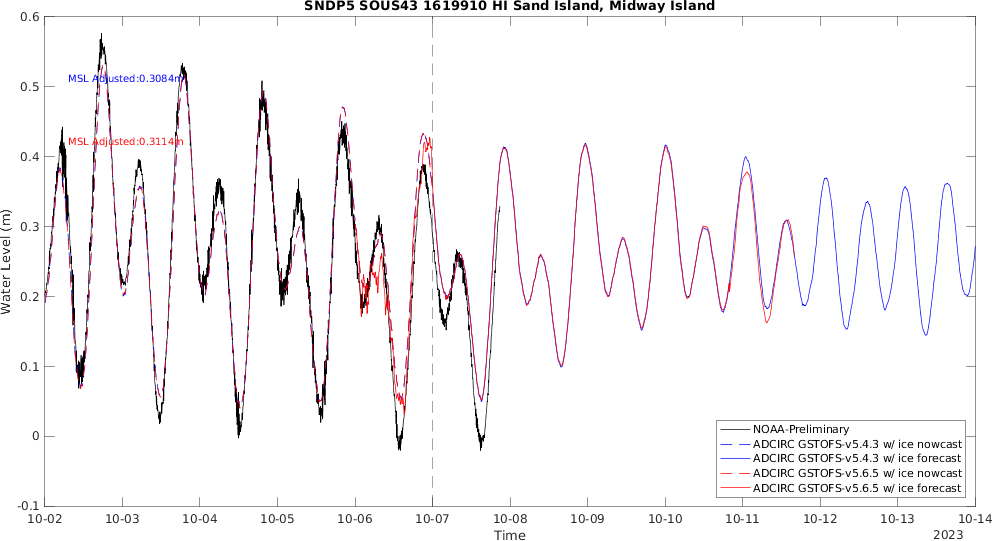 SNDP5 SOUS43 1619910 HI Sand Island, Midway Island
0.6
0.5
0.4
0.3
0.2
0.1
0
-0.1
Water Level (m)
MSL Adjusted:0.3084m
MSL Adjusted:0.3114m
NOAA-Preliminary
ADCIRC GSTOFS-v5.4.3 w/ ice nowcast
ADCIRC GSTOFS-v5.4.3 w/ ice forecast
ADCIRC GSTOFS-v5.6.5 w/ ice nowcast
ADCIRC GSTOFS-v5.6.5 w/ ice forecast
10-02 10-03 10-04 10-05 10-06 10-07 10-08 10-09 10-10 10-11 10-12 10-13 10-14
Time
2023